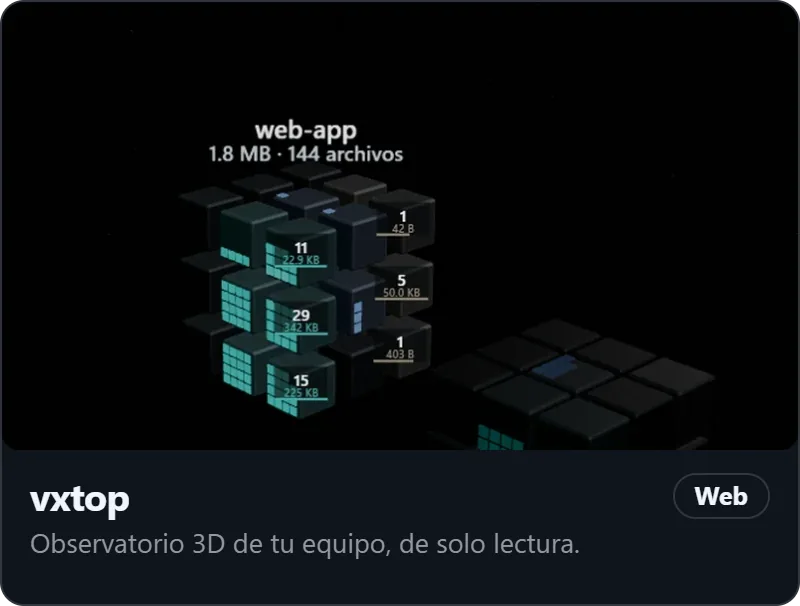 web-app
1.8 MB · 144 archivos
1
42 B
11
22.9 KB
5
50.0 KB
29
342 KB
1
403 B
15
225 KB
vxtop
Web
Observatorio 3D de tu equipo, de solo lectura.